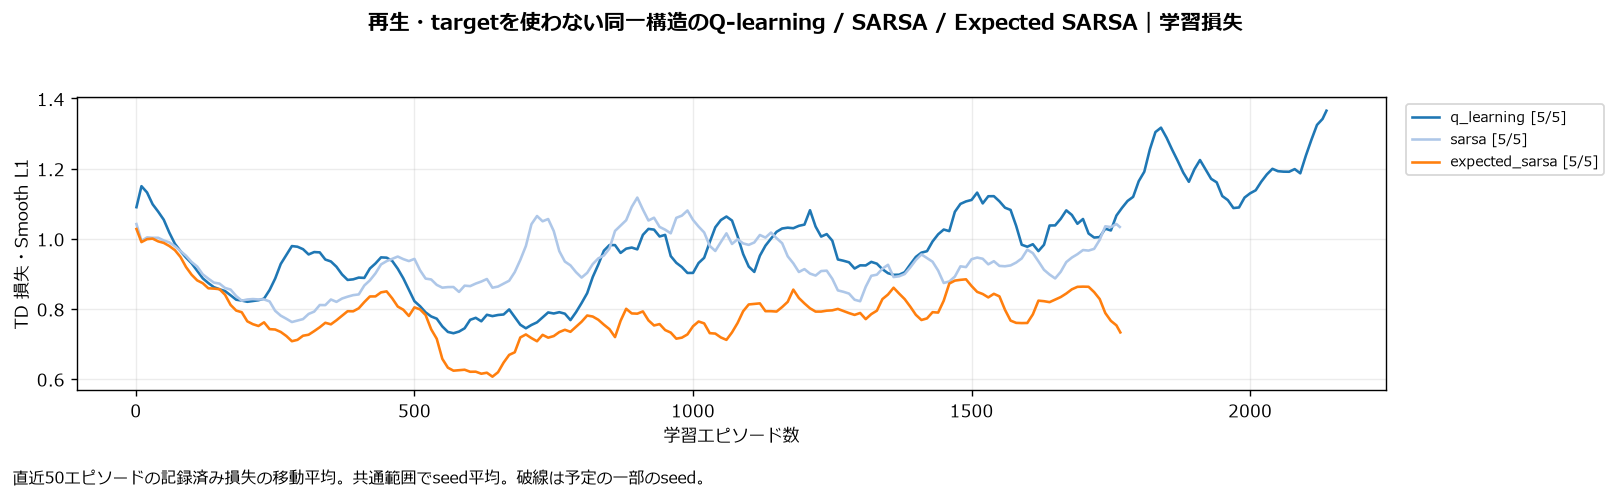 再生・targetを使わない同一構造のQ-learning / SARSA / Expected SARSA｜学習損失
TD 損失・Smooth L1
1.4
1.2
1.0
0.8
0.6
0
500
1000
1500
2000
学習エピソード数
q_learning [5/5]
sarsa [5/5]
expected_sarsa [5/5]
直近50エピソードの記録済み損失の移動平均。共通範囲でseed平均。破線は予定の一部のseed。